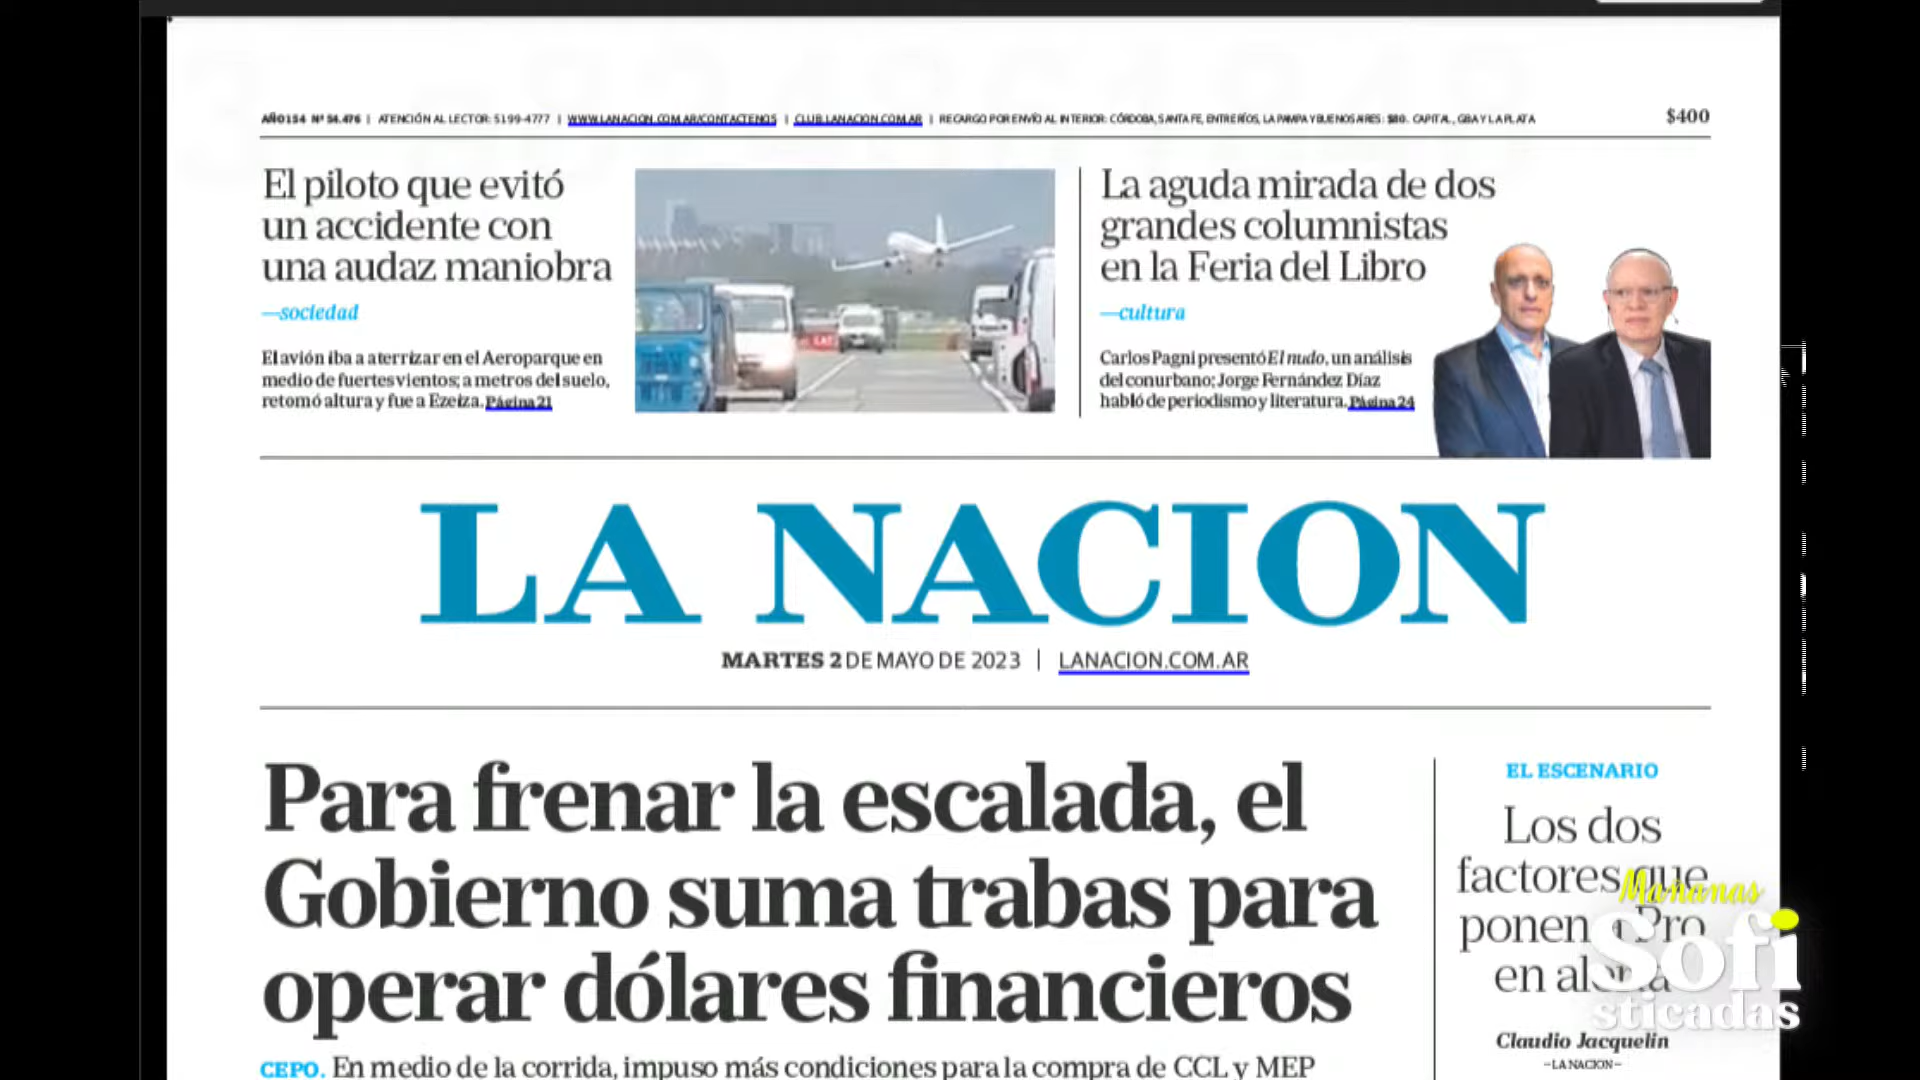 AÑO 154 Nº 54.476 | ATENCIÓN AL LECTOR: 5199-4777 | WWW.LANACION.COM.AR/CONTACTENOS | CLUB.LANACION.COM.AR | RECARGO POR ENVÍO AL INTERIOR: CÓRDOBA, SANTA FE, ENTRE RÍOS, LA PAMPA Y BUENOS AIRES: $80. CAPITAL, GBA Y LA PLATA $400
El piloto que evitó
un accidente con
una audaz maniobra
—sociedad
El avión iba a aterrizar en el Aeroparque en
medio de fuertes vientos; a metros del suelo,
retomó altura y fue a Ezeiza. Página 21
La aguda mirada de dos
grandes columnistas
en la Feria del Libro
—cultura
Carlos Pagni presentó El nudo, un análisis
del conurbano; Jorge Fernández Díaz
habló de periodismo y literatura. Página 24
LA NACION
MARTES 2 DE MAYO DE 2023 | LANACION.COM.AR
Para frenar la escalada, el
Gobierno suma trabas para
operar dólares financieros
CEPO. En medio de la corrida, impuso más condiciones para la compra de CCL y MEP
EL ESCENARIO
Los dos
factores que
ponen a Pro
en alerta
Claudio Jacquelin
—LA NACION—
Mañanas
Sofi
sticadas